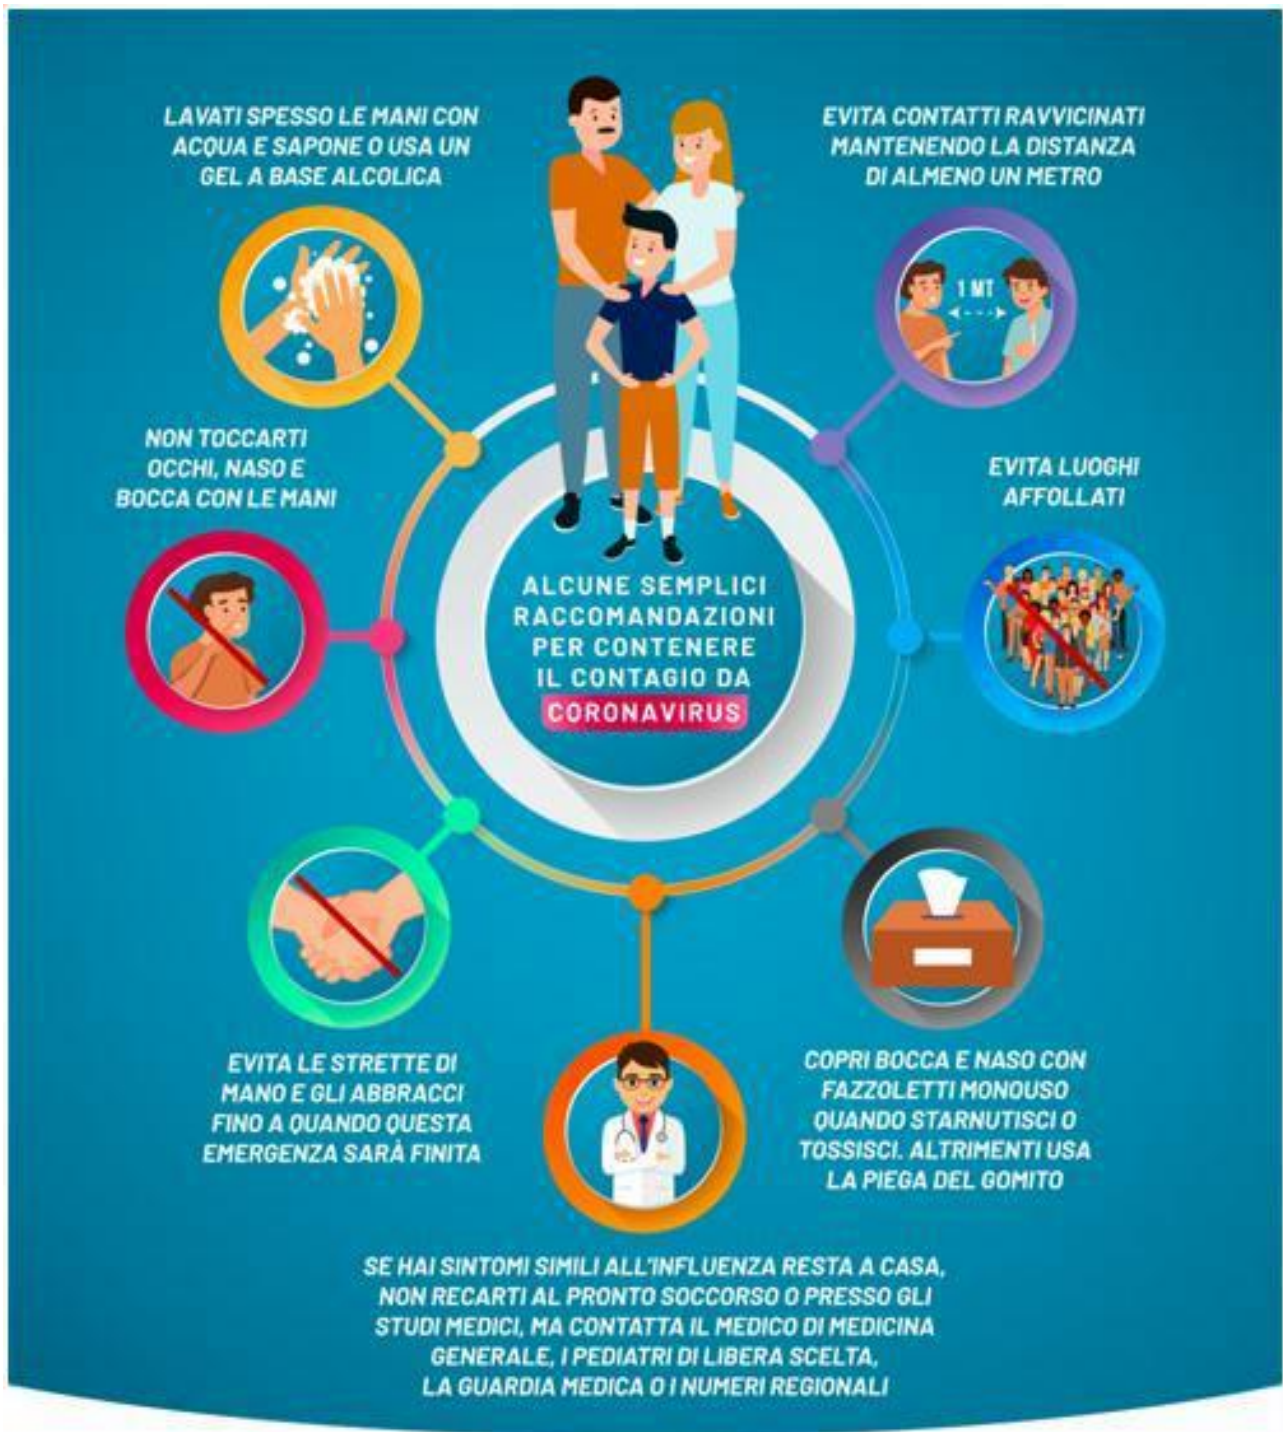 LAVATI SPESSO LE MANI CON
ACQUA E SAPONE O USA UN
GEL A BASE ALCOLICA
EVITA CONTATTI RAVVICINATI
MANTENENDO LA DISTANZA
DI ALMENO UN METRO
1 MT
NON TOCCARTI
OCCHI, NASO E
BOCCA CON LE MANI
EVITA LUOGHI
AFFOLLATI
ALCUNE SEMPLICI
RACCOMANDAZIONI
PER CONTENERE
IL CONTAGIO DA
CORONAVIRUS
EVITA LE STRETTE DI
MANO E GLI ABBRACCI
FINO A QUANDO QUESTA
EMERGENZA SARÀ FINITA
COPRI BOCCA E NASO CON
FAZZOLETTI MONOUSO
QUANDO STARNUTISCI O
TOSSISCI. ALTRIMENTI USA
LA PIEGA DEL GOMITO
SE HAI SINTOMI SIMILI ALL'INFLUENZA RESTA A CASA,
NON RECARTI AL PRONTO SOCCORSO O PRESSO GLI
STUDI MEDICI, MA CONTATTA IL MEDICO DI MEDICINA
GENERALE, I PEDIATRI DI LIBERA SCELTA,
LA GUARDIA MEDICA O I NUMERI REGIONALI